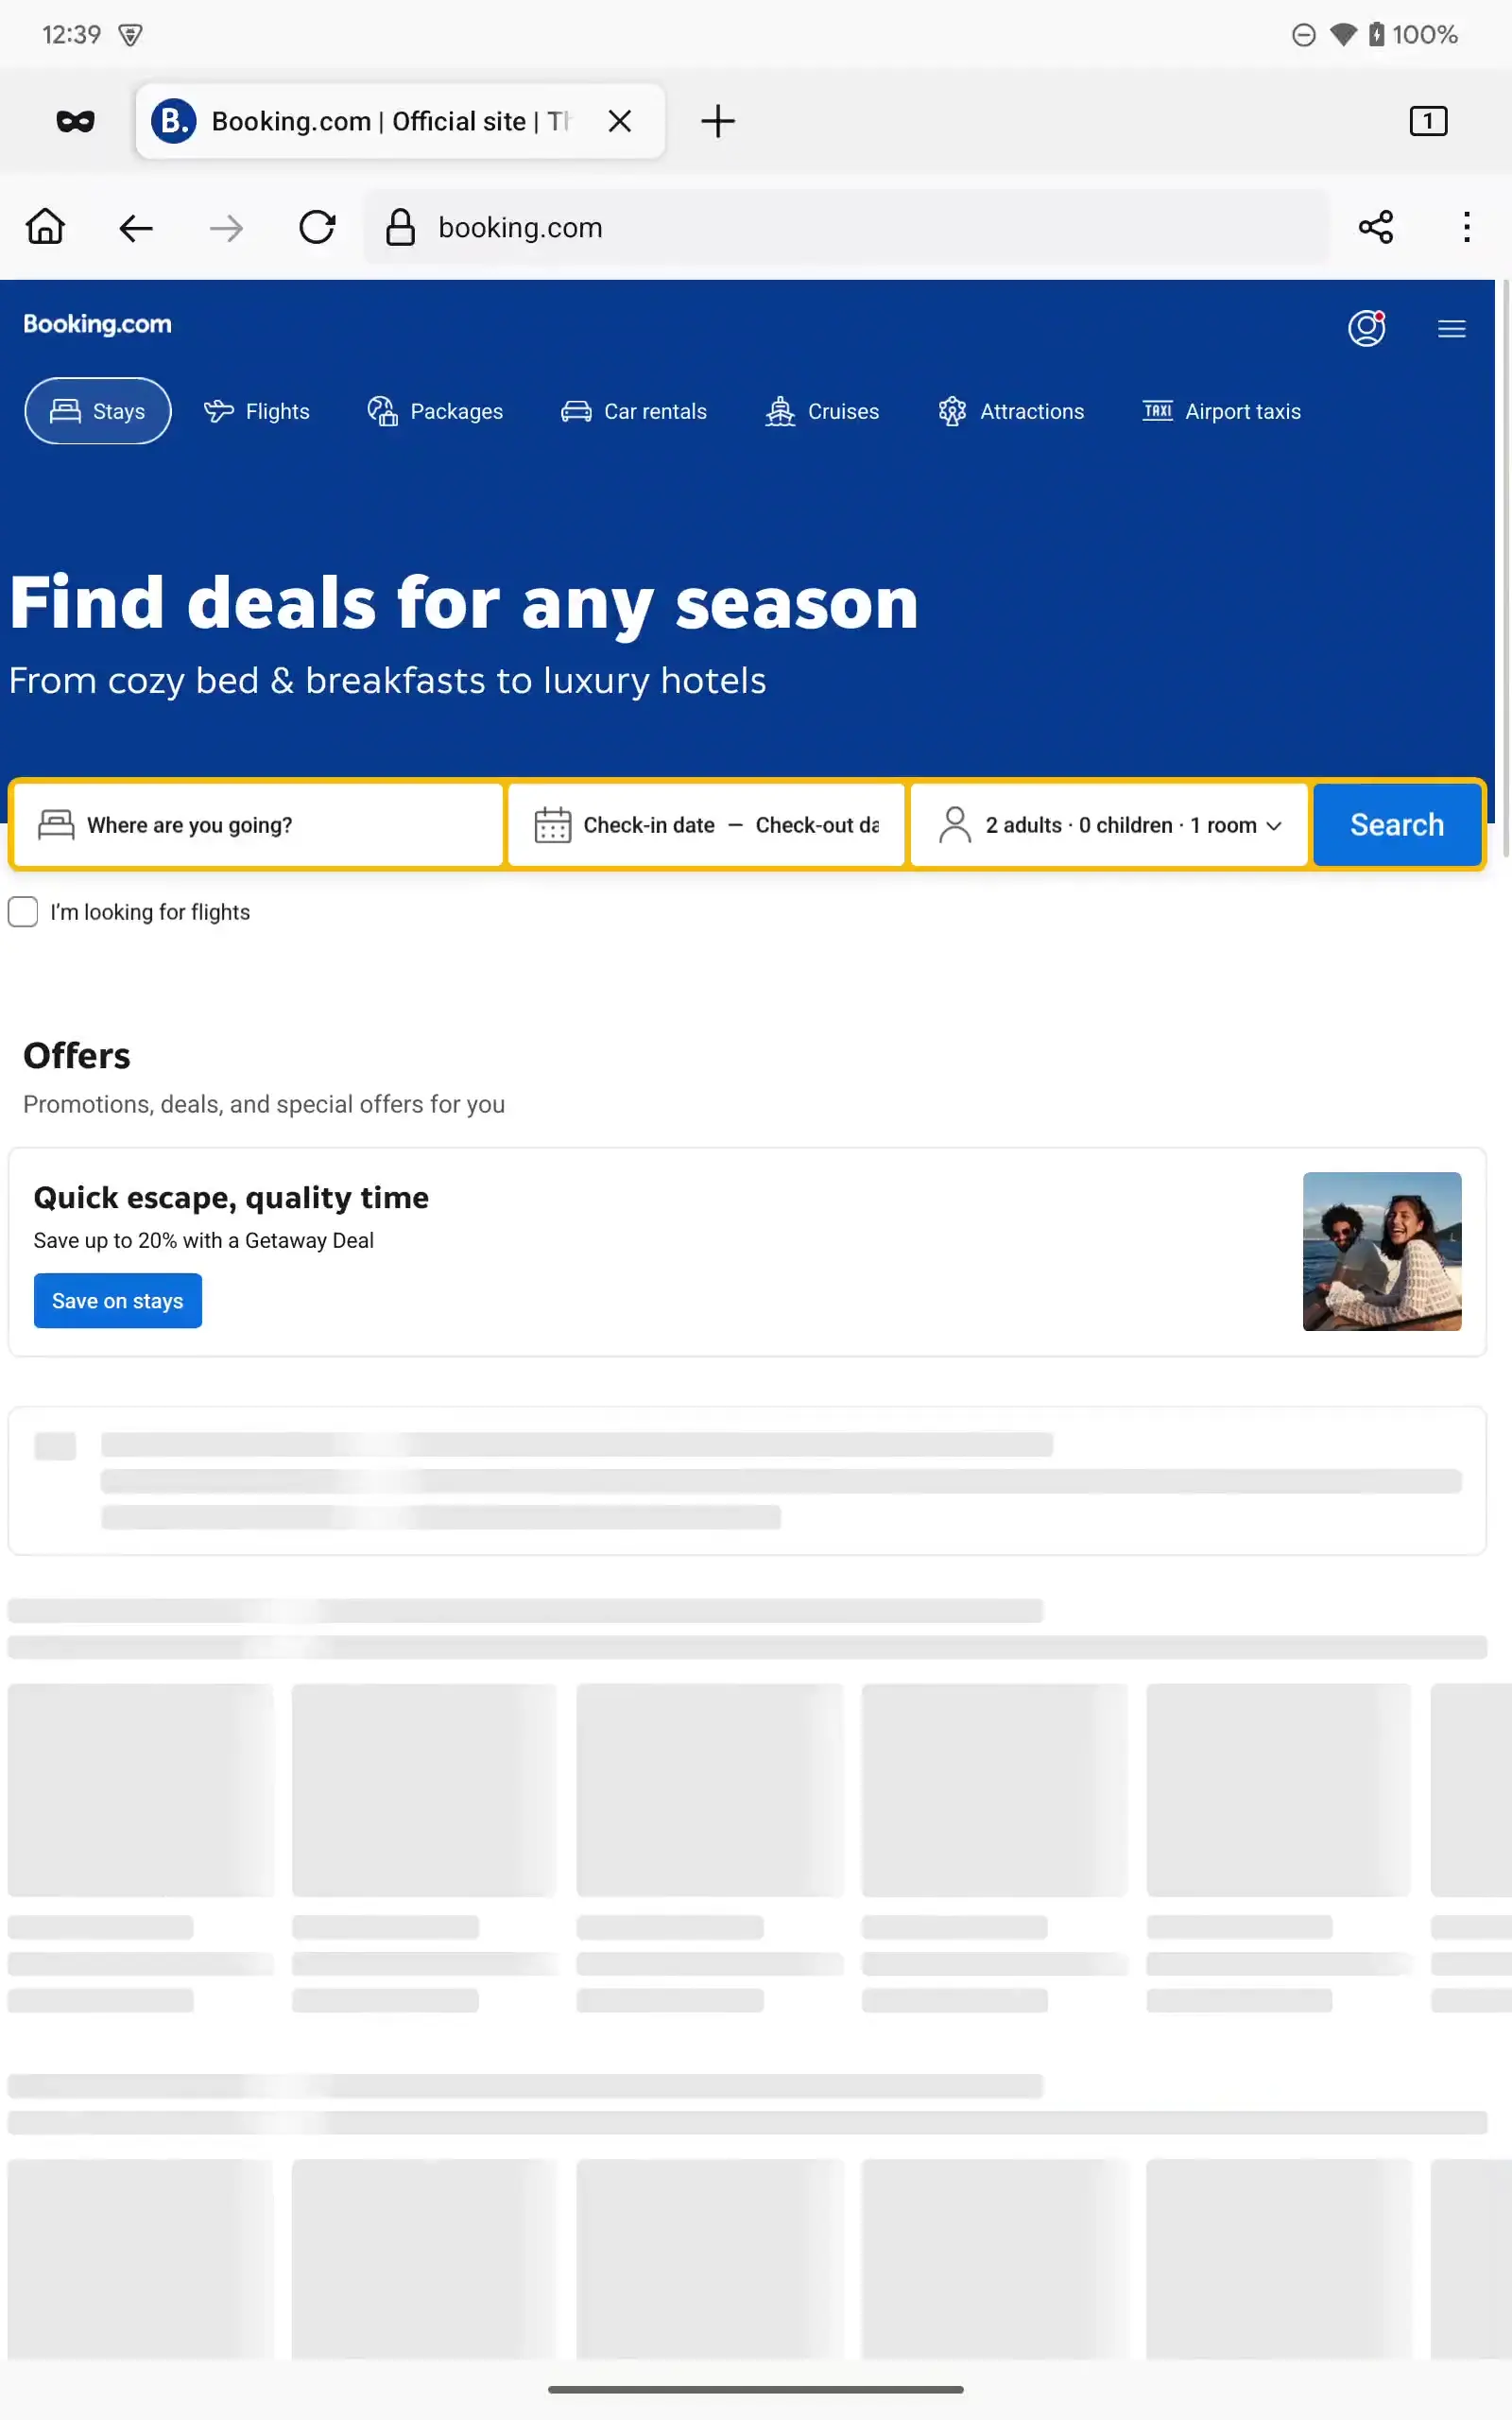 12:39
100%
B. Booking.com | Official site | Th
1
booking.com
Booking.com
Stays
Flights
Packages
Car rentals
Cruises
Attractions
TAXI Airport taxis
Find deals for any season
From cozy bed & breakfasts to luxury hotels
Where are you going?
Check-in date — Check-out da
2 adults · 0 children · 1 room
Search
I'm looking for flights
Offers
Promotions, deals, and special offers for you
Quick escape, quality time
Save up to 20% with a Getaway Deal
Save on stays